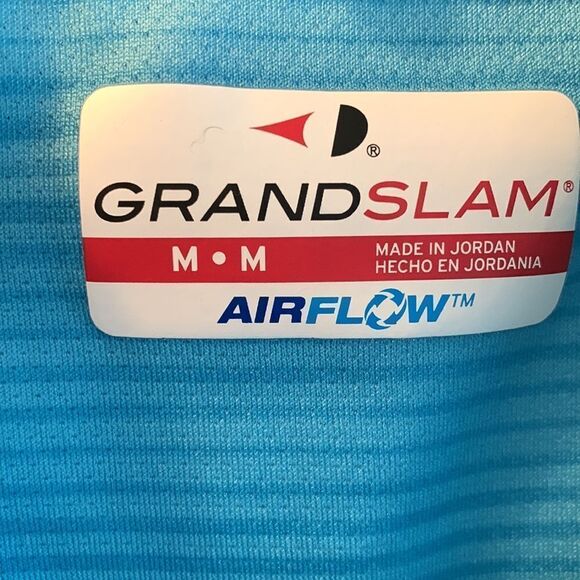 ®
GRANDSLAM®
M • M
MADE IN JORDAN
HECHO EN JORDANIA
AIRFLOW™